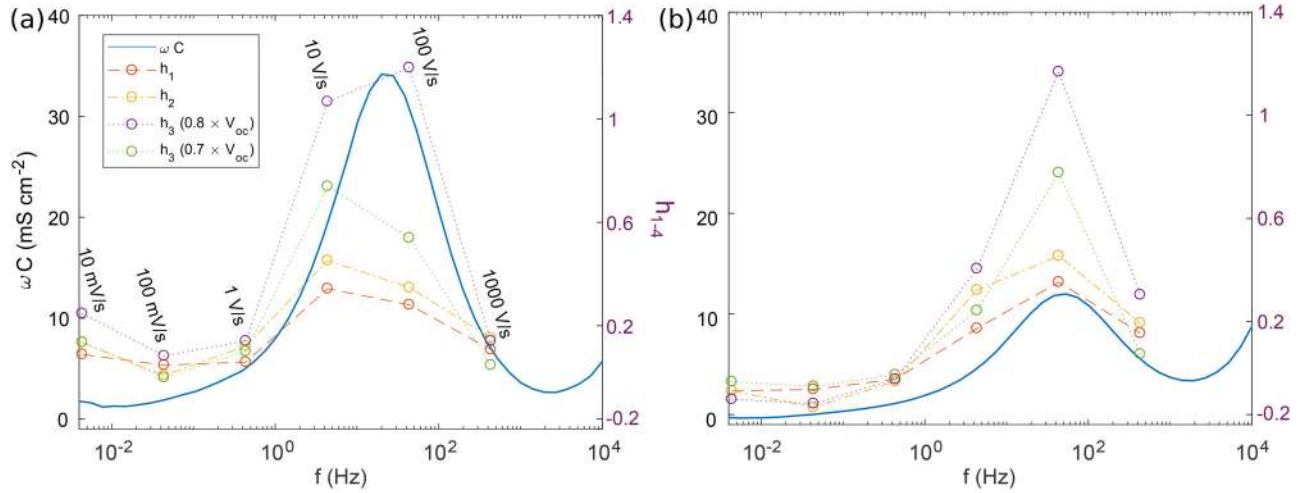 (a)
(b)
ω C
h1
h2
h3 (0.8 × Voc)
h3 (0.7 × Voc)
10 mV/s
100 mV/s
1 V/s
10 V/s
100 V/s
1000 V/s
40
30
20
10
0
ω C (mS cm-2)
10-2
100
102
104
f (Hz)
1.4
1
0.6
0.2
-0.2
h1-4
40
30
20
10
0
10-2
100
102
104
f (Hz)
1.4
1
0.6
0.2
-0.2